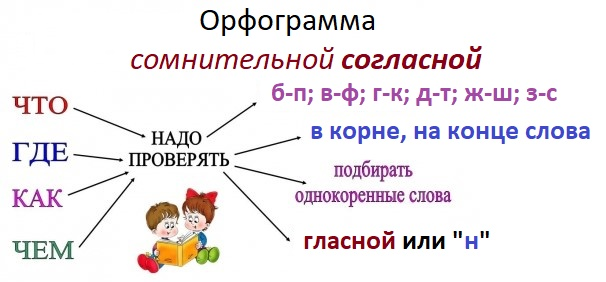 Орфограмма
сомнительной согласной
ЧТО
ГДЕ
КАК
ЧЕМ
НАДО
ПРОВЕРЯТЬ
б-п; в-ф; г-к; д-т; ж-ш; з-с
в корне, на конце слова
подбирать
однокоренные слова
гласной или "н"